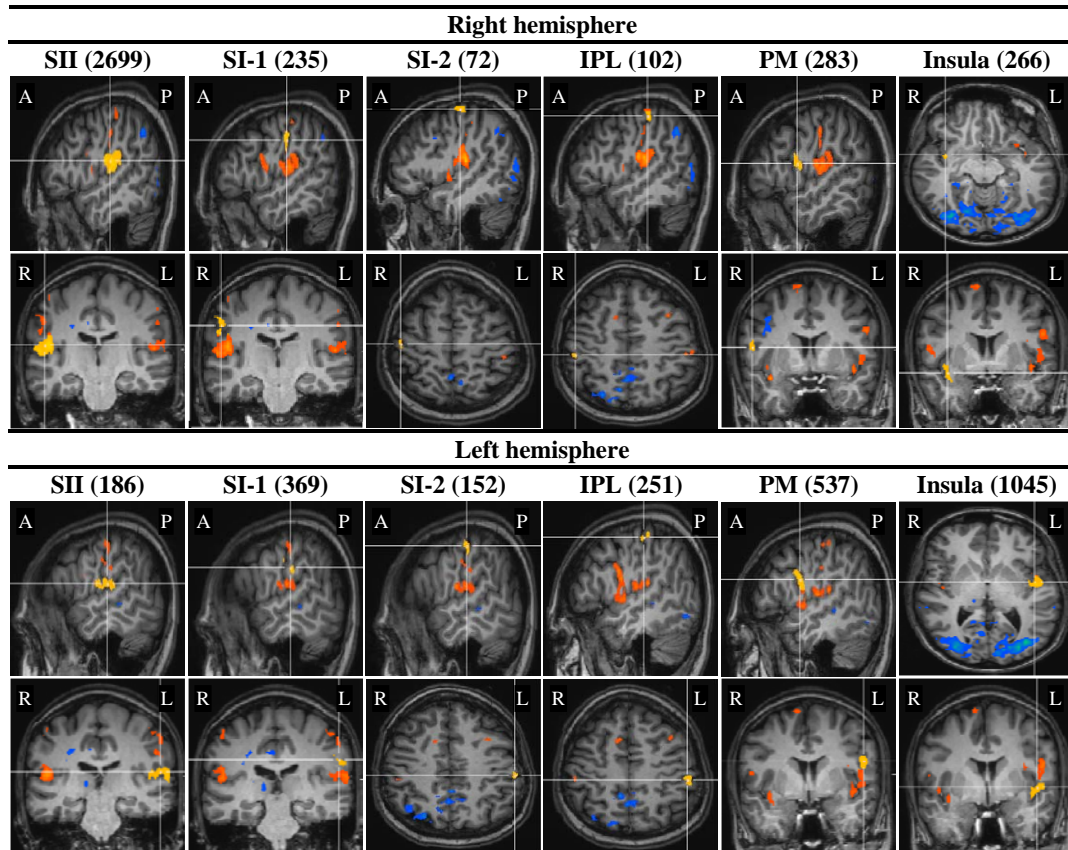 Right hemisphere
SII (2699) SI-1 (235) SI-2 (72) IPL (102) PM (283) Insula (266)
A P A P A P A P A P R L
R L R L R L R L R L R L
Left hemisphere
SII (186) SI-1 (369) SI-2 (152) IPL (251) PM (537) Insula (1045)
A P A P A P A P A P R L
R L R L R L R L R L R L